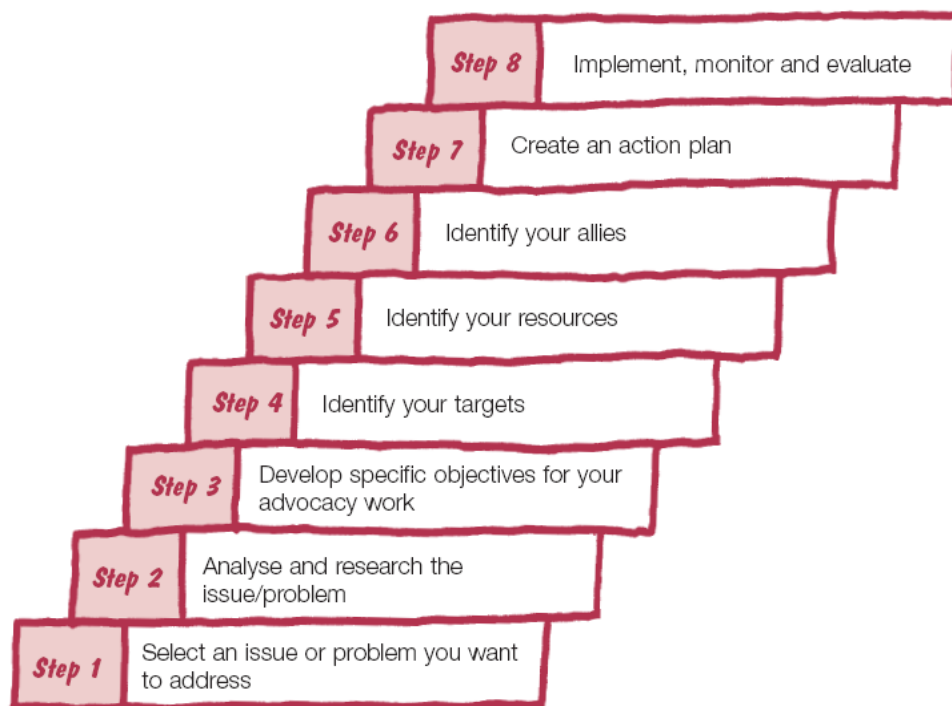 Step 8 Implement, monitor and evaluate
Step 7 Create an action plan
Step 6 Identify your allies
Step 5 Identify your resources
Step 4 Identify your targets
Step 3 Develop specific objectives for your
advocacy work
Step 2 Analyse and research the
issue/problem
Step 1 Select an issue or problem you want
to address